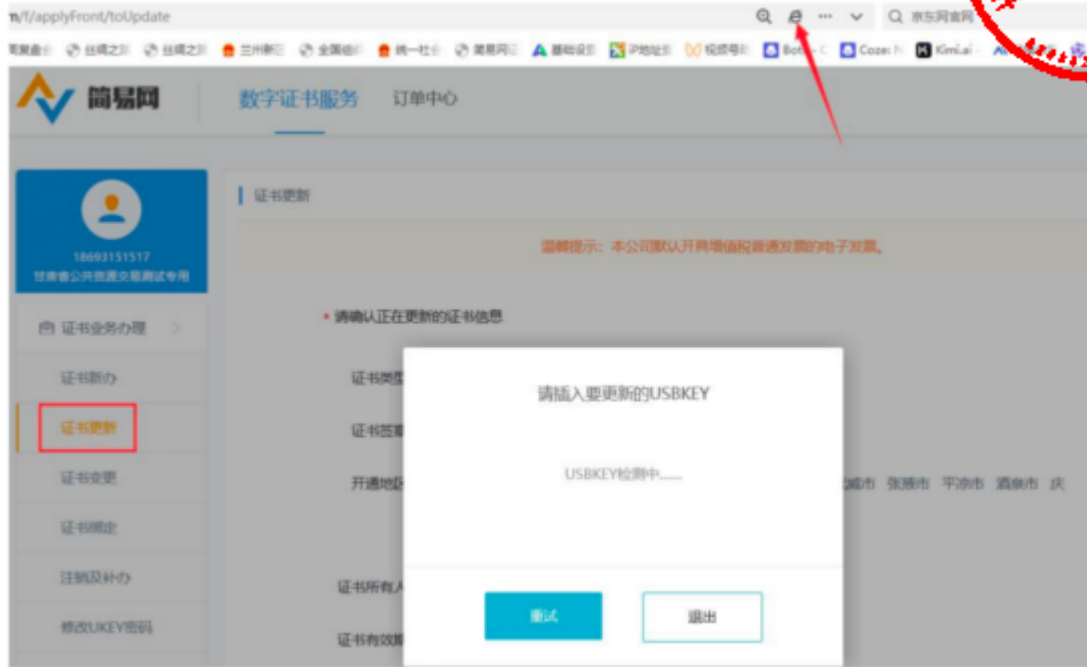 /f/applyFront/toUpdate
京东网官网
丝绸之 丝绸之 兰州新区 全国组 统一社 简易网 基础设 IP地址 视频号 Bot Coze: Kimi.ai
简易网 数字证书服务 订单中心
证书更新
18693151517
甘肃省公共资源交易测试专用
温馨提示：本公司默认开具增值税普通发票的电子发票。
* 请确认正在更新的证书信息
证书业务办理
证书新办
证书类型
请插入要更新的USBKEY
证书更新
证书签章
USBKEY检测中......
证书变更
开通地区
威市 张掖市 平凉市 酒泉市 庆
证书绑定
注销及补办
证书所有人
重试 退出
修改UKEY密码
证书有效期